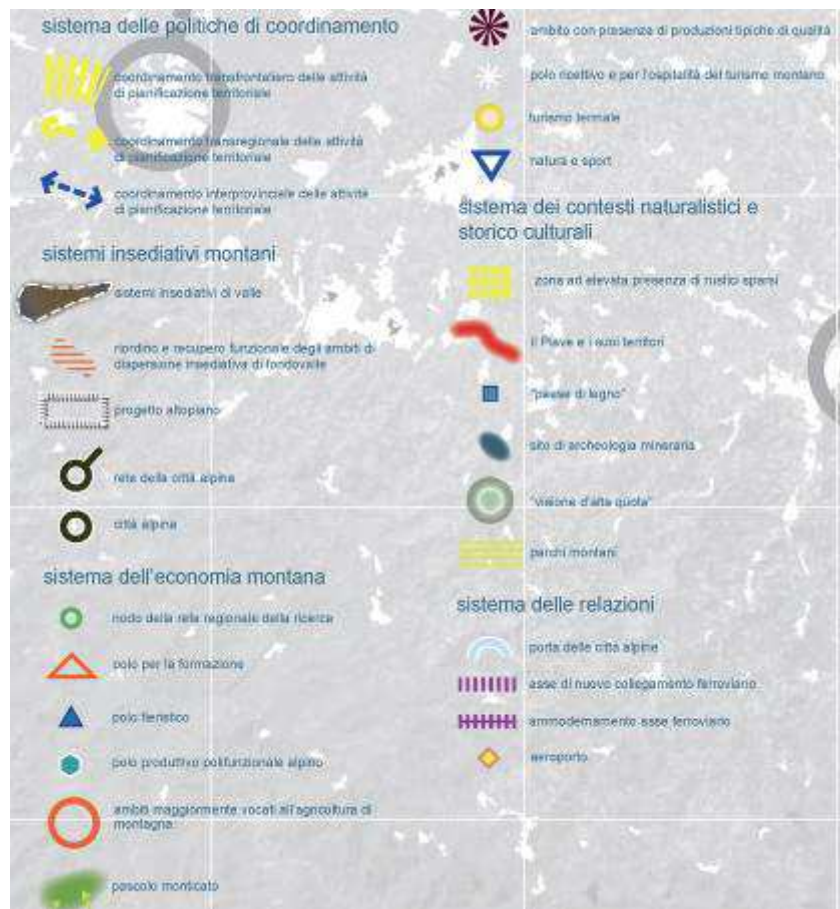 sistema delle politiche di coordinamento
coordinamento transfrontaliero delle attività
di pianificazione territoriale
coordinamento transregionale delle attività
di pianificazione territoriale
coordinamento interprovinciale delle attività
di pianificazione territoriale
sistemi insediativi montani
sistemi insediativi di valle
riordino e recupero funzionale degli ambiti di
dispersione insediativa di fondovalle
progetto altopiano
rete della città alpina
città alpina
sistema dell'economia montana
nodo della rete regionale della ricerca
polo per la formazione
polo fieristico
polo produttivo polifunzionale alpino
ambiti maggiormente vocati all'agricoltura di
montagna
pascolo monticato
ambito con presenza di produzioni tipiche di qualità
polo ricettivo e per l'ospitalità del turismo montano
turismo termale
natura e sport
sistema dei contesti naturalistici e
storico culturali
zona ad elevata presenza di rustici sparsi
il Piave e i suoi territori
"paese di legno"
sito di archeologia mineraria
"visione d'alta quota"
parchi montani
sistema delle relazioni
porta delle città alpine
asse di nuovo collegamento ferroviario
ammodernamento asse ferroviario
aeroporto